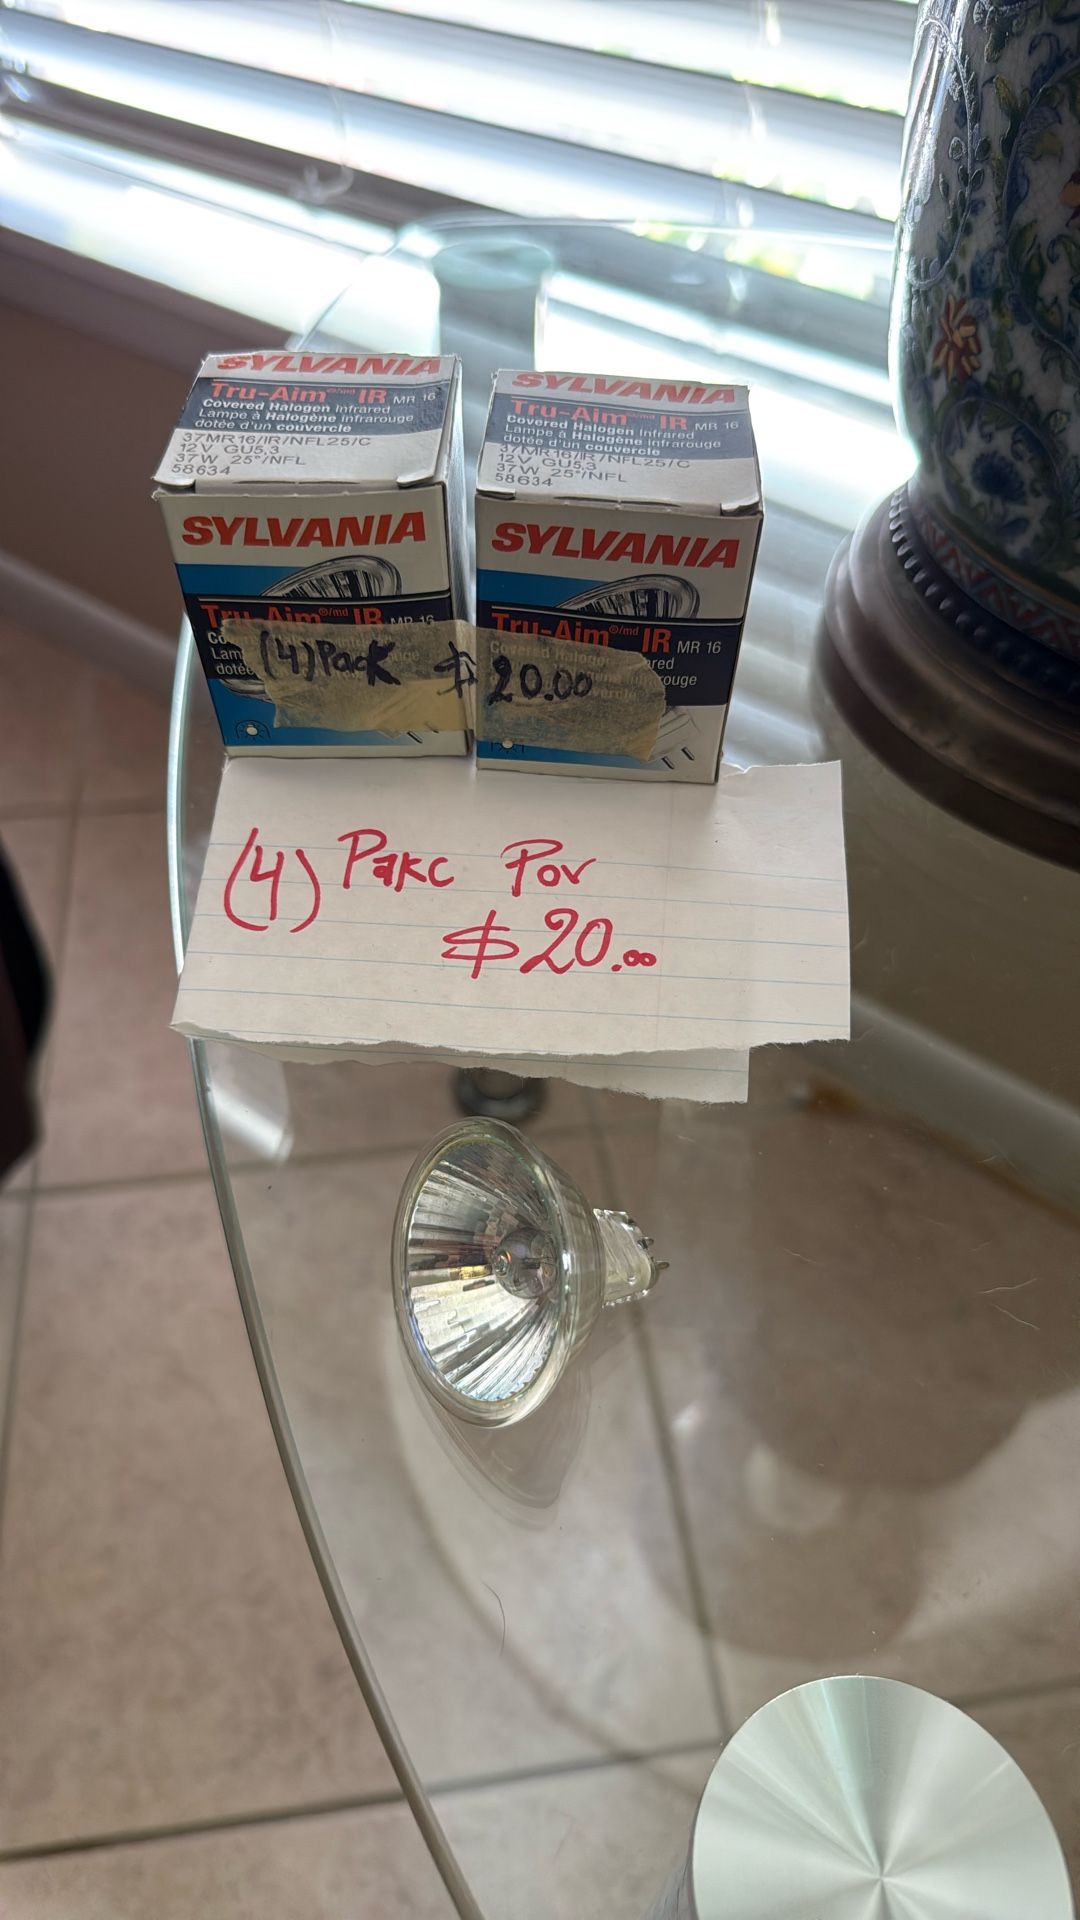 SYLVANIA
Tru-Aim®/md IR MR 16
Covered Halogen Infrared
Lampe à Halogène infrarouge
dotée d'un couvercle
37MR16/IR/NFL25/C
12V GU5,3
37W 25°/NFL
58634
SYLVANIA
Tru-Aim®/md IR MR 16
SYLVANIA
Tru-Aim®/md IR MR 16
Covered Halogen Infrared
Lampe à Halogène infrarouge
dotée d'un couvercle
37MR16/IR/NFL25/C
12V GU5,3
37W 25°/NFL
58634
SYLVANIA
Tru-Aim®/md IR MR 16
Covered Halogen
(4) Pack $20.00
(4) Pakc Por
$20.00